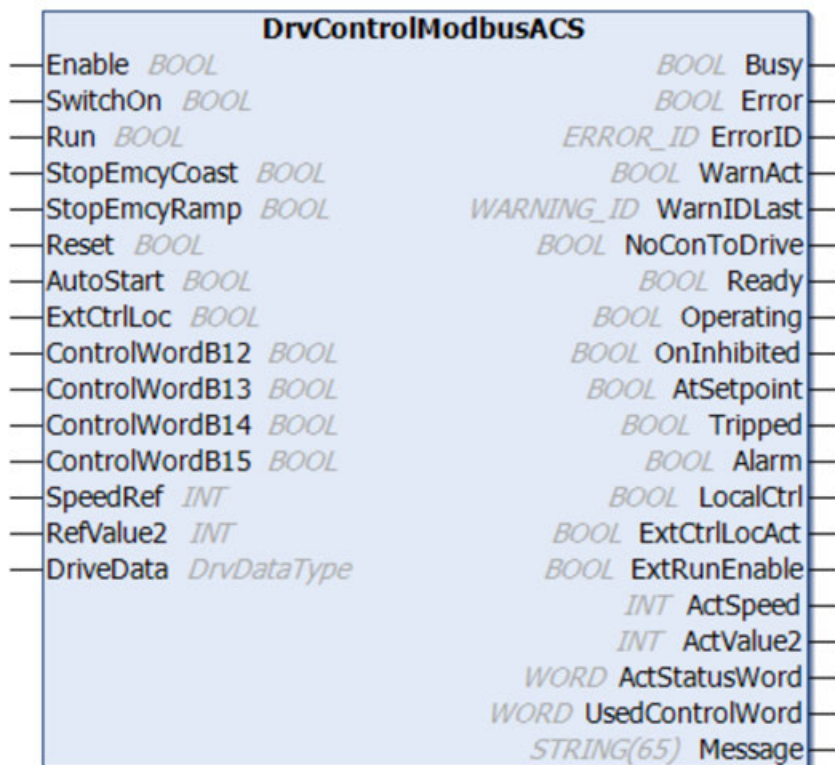 DrvControlModbusACS
Enable BOOL BOOL Busy
SwitchOn BOOL BOOL Error
Run BOOL ERROR_ID ErrorID
StopEmcyCoast BOOL BOOL WarnAct
StopEmcyRamp BOOL WARNING_ID WarnIDLast
Reset BOOL BOOL NoConToDrive
AutoStart BOOL BOOL Ready
ExtCtrlLoc BOOL BOOL Operating
ControlWordB12 BOOL BOOL OnInhibited
ControlWordB13 BOOL BOOL AtSetpoint
ControlWordB14 BOOL BOOL Tripped
ControlWordB15 BOOL BOOL Alarm
SpeedRef INT BOOL LocalCtrl
RefValue2 INT BOOL ExtCtrlLocAct
DriveData DrvDataType BOOL ExtRunEnable
INT ActSpeed
INT ActValue2
WORD ActStatusWord
WORD UsedControlWord
STRING(65) Message